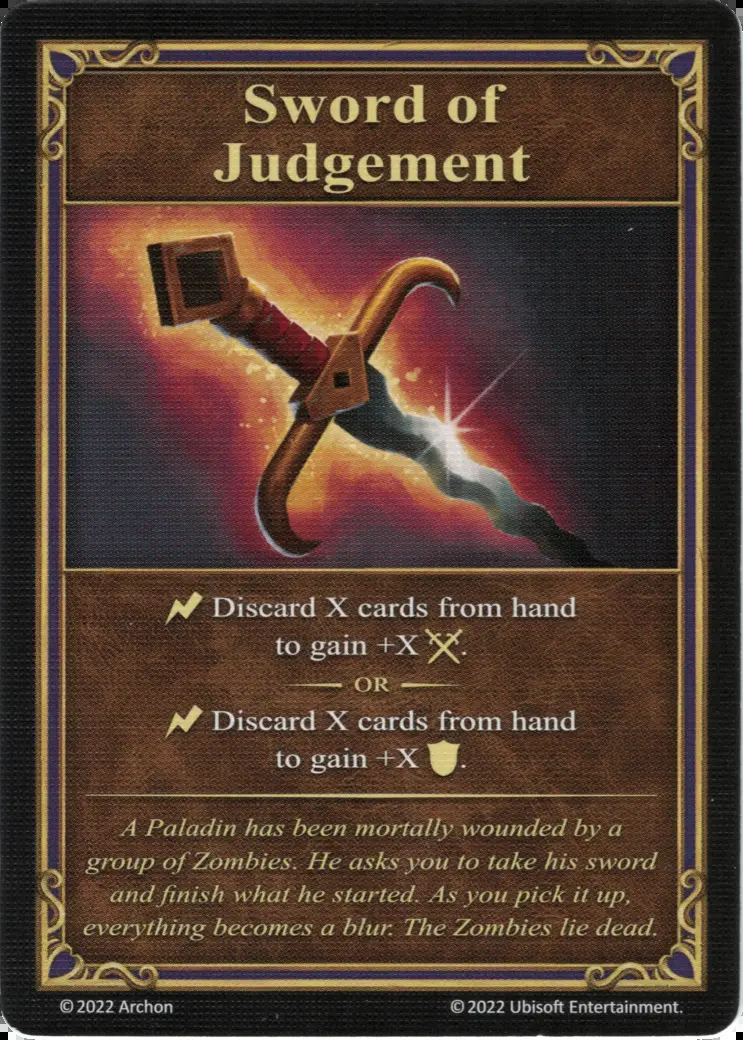 Sword of
Judgement
Discard X cards from hand
to gain +X .
OR
Discard X cards from hand
to gain +X .
A Paladin has been mortally wounded by a
group of Zombies. He asks you to take his sword
and finish what he started. As you pick it up,
everything becomes a blur. The Zombies lie dead.
© 2022 Archon
© 2022 Ubisoft Entertainment.